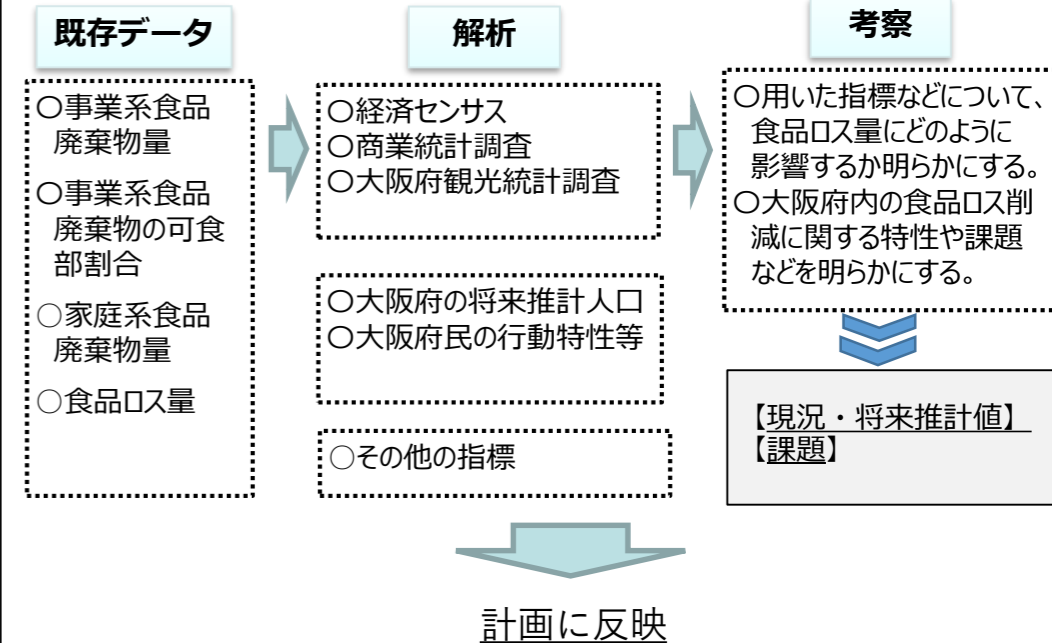 既存データ
○事業系食品
廃棄物量
○事業系食品
廃棄物の可食
部割合
○家庭系食品
廃棄物量
○食品ロス量
解析
○経済センサス
○商業統計調査
○大阪府観光統計調査
○大阪府の将来推計人口
○大阪府民の行動特性等
○その他の指標
考察
○用いた指標などについて、
食品ロス量にどのように
影響するか明らかにする。
○大阪府内の食品ロス削
減に関する特性や課題
などを明らかにする。
【現況・将来推計値】
【課題】
計画に反映